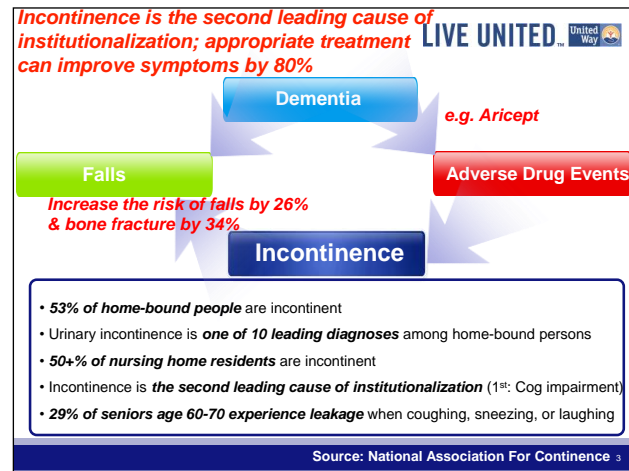 Incontinence is the second leading cause of
institutionalization; appropriate treatment
can improve symptoms by 80%
LIVE UNITED™
United
Way
Dementia
e.g. Aricept
Falls
Adverse Drug Events
Increase the risk of falls by 26%
& bone fracture by 34%
Incontinence
• 53% of home-bound people are incontinent
• Urinary incontinence is one of 10 leading diagnoses among home-bound persons
• 50+% of nursing home residents are incontinent
• Incontinence is the second leading cause of institutionalization (1st: Cog impairment)
• 29% of seniors age 60-70 experience leakage when coughing, sneezing, or laughing
Source: National Association For Continence 3